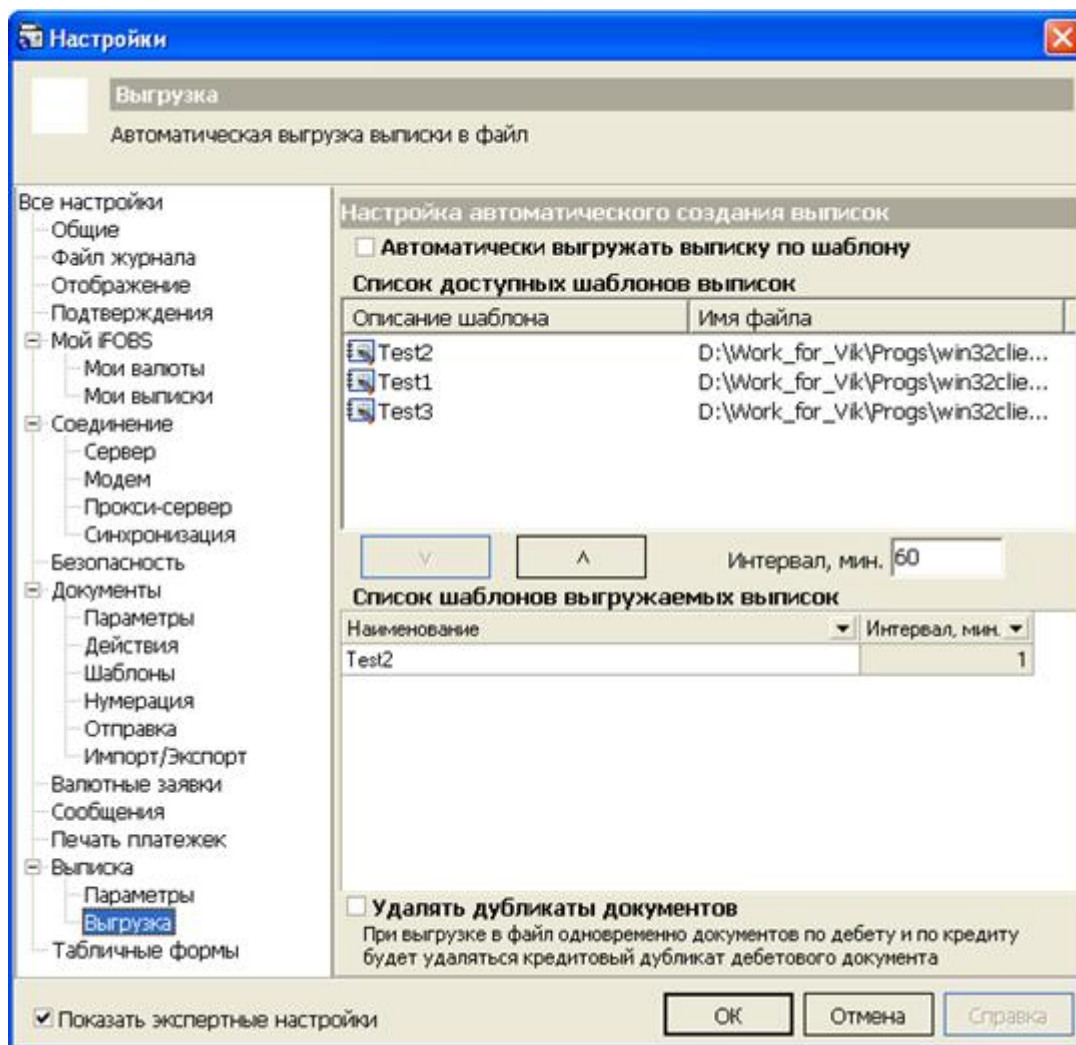 Настройки
Выгрузка
Автоматическая выгрузка выписки в файл
Все настройки
Общие
Файл журнала
Отображение
Подтверждения
Мой iFOBS
Мои валюты
Мои выписки
Соединение
Сервер
Модем
Прокси-сервер
Синхронизация
Безопасность
Документы
Параметры
Действия
Шаблоны
Нумерация
Отправка
Импорт/Экспорт
Валютные заявки
Сообщения
Печать платежек
Выписка
Параметры
Выгрузка
Табличные формы
Настройка автоматического создания выписок
Автоматически выгружать выписку по шаблону
Список доступных шаблонов выписок
Описание шаблона Имя файла
Test2 D:\Work_for_Vik\Progs\win32clie...
Test1 D:\Work_for_Vik\Progs\win32clie...
Test3 D:\Work_for_Vik\Progs\win32clie...
Интервал, мин. 60
Список шаблонов выгружаемых выписок
Наименование Интервал, мин.
Test2 1
Удалять дубликаты документов
При выгрузке в файл одновременно документов по дебету и по кредиту
будет удаляться кредитовый дубликат дебетового документа
Показать экспертные настройки
OK Отмена Справка